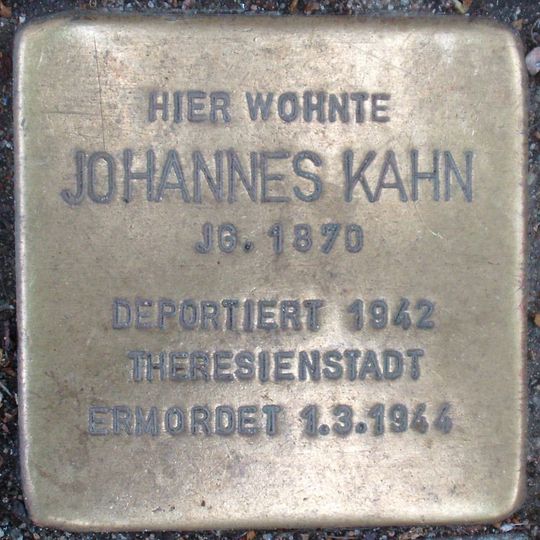 HIER WOHNTE
JOHANNES KAHN
JG. 1870
DEPORTIERT 1942
THERESIENSTADT
ERMORDET 1.3.1944